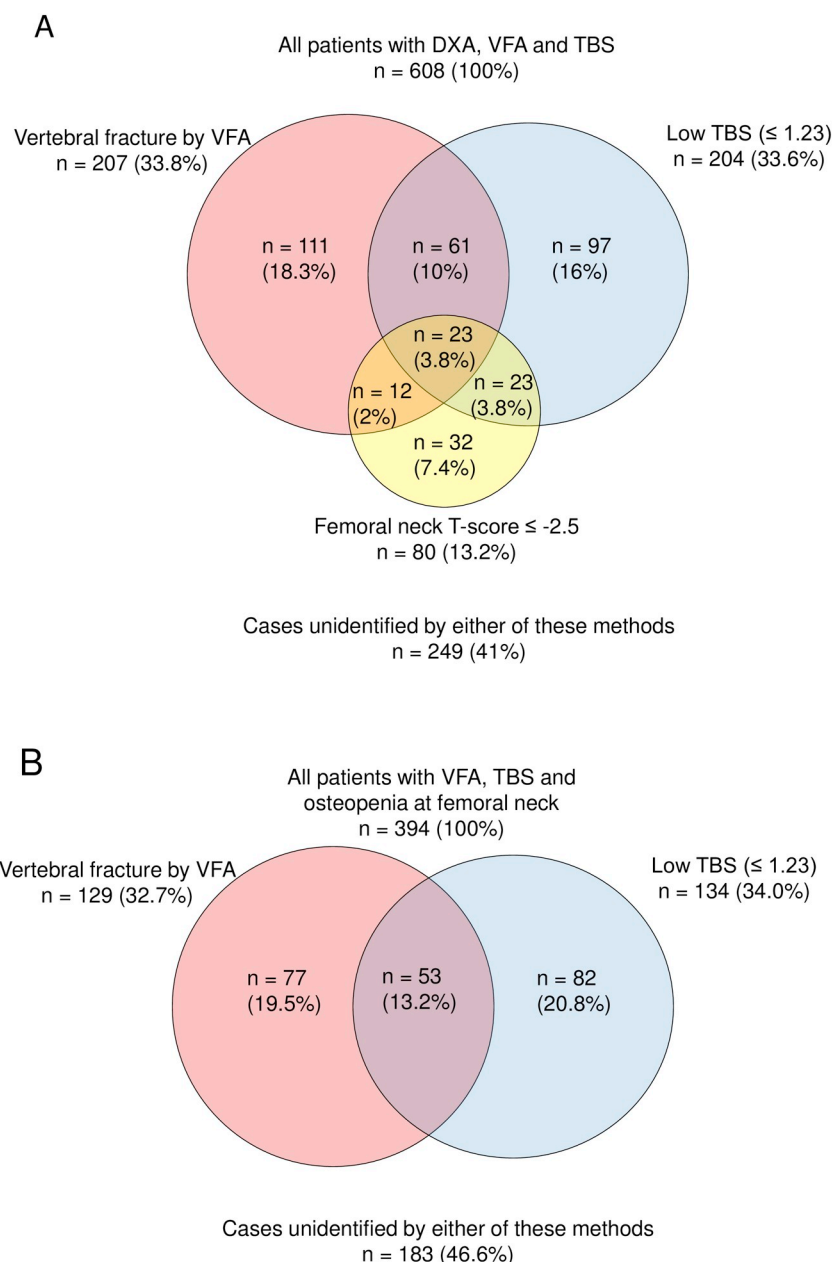 A
All patients with DXA, VFA and TBS
n = 608 (100%)
Vertebral fracture by VFA
n = 207 (33.8%)
Low TBS (≤ 1.23)
n = 204 (33.6%)
n = 111
(18.3%)
n = 61
(10%)
n = 97
(16%)
n = 23
(3.8%)
n = 12
(2%)
n = 23
(3.8%)
n = 32
(7.4%)
Femoral neck T-score ≤ -2.5
n = 80 (13.2%)
Cases unidentified by either of these methods
n = 249 (41%)
B
All patients with VFA, TBS and
osteopenia at femoral neck
n = 394 (100%)
Vertebral fracture by VFA
n = 129 (32.7%)
Low TBS (≤ 1.23)
n = 134 (34.0%)
n = 77
(19.5%)
n = 53
(13.2%)
n = 82
(20.8%)
Cases unidentified by either of these methods
n = 183 (46.6%)